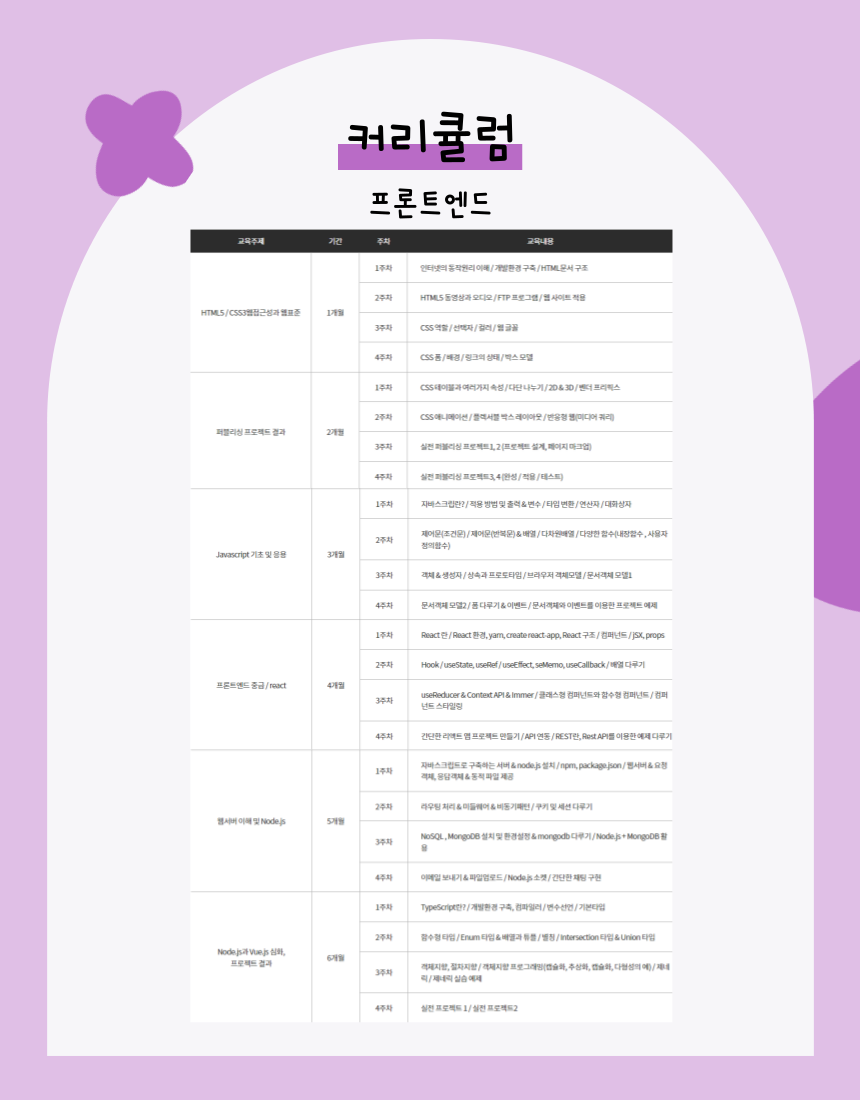 커리큘럼
프론트엔드
교육주제 기간 주차 교육내용
HTML5 / CSS3웹접근성과 웹표준 1개월
1주차 인터넷의 동작원리 이해 / 개발환경 구축 / HTML문서 구조
2주차 HTML5 동영상과 오디오 / FTP 프로그램 / 웹 사이트 적용
3주차 CSS 역할 / 선택자 / 컬러 / 웹 글꼴
4주차 CSS 폼 / 배경 / 링크의 상태 / 박스 모델
퍼블리싱 프로젝트 결과 2개월
1주차 CSS 테이블과 여러가지 속성 / 다단 나누기 / 2D & 3D / 벤더 프리픽스
2주차 CSS 애니메이션 / 플렉서블 박스 레이아웃 / 반응형 웹(미디어 쿼리)
3주차 실전 퍼블리싱 프로젝트1, 2 (프로젝트 설계, 페이지 마크업)
4주차 실전 퍼블리싱 프로젝트3, 4 (완성 / 적용 / 테스트)
Javascript 기초 및 응용 3개월
1주차 자바스크립트란? / 적용 방법 및 출력 & 변수 / 타입 변환 / 연산자 / 대화상자
2주차 제어문(조건문) / 제어문(반복문) & 배열 / 다차원배열 / 다양한 함수(내장함수 , 사용자
정의함수)
3주차 객체 & 생성자 / 상속과 프로토타입 / 브라우저 객체모델 / 문서객체 모델1
4주차 문서객체 모델2 / 폼 다루기 & 이벤트 / 문서객체와 이벤트를 이용한 프로젝트 예제
프론트엔드 중급 / react 4개월
1주차 React 란 / React 환경, yarn, create react-app, React 구조 / 컴퍼넌트 / JSX, props
2주차 Hook / useState, useRef / useEffect, seMemo, useCallback / 배열 다루기
3주차 useReducer & Context API & Immer / 클래스형 컴퍼넌트와 함수형 컴퍼넌트 / 컴퍼
넌트 스타일링
4주차 간단한 리액트 앱 프로젝트 만들기 / API 연동 / REST란, Rest API를 이용한 예제 다루기
웹서버 이해 및 Node.js 5개월
1주차 자바스크립트로 구축하는 서버 & node.js 설치 / npm, package.json / 웹서버 & 요청
객체, 응답객체 & 동적 파일 제공
2주차 라우팅 처리 & 미들웨어 & 비동기패턴 / 쿠키 및 세션 다루기
3주차 NoSQL , MongoDB 설치 및 환경설정 & mongodb 다루기 / Node.js + MongoDB 활
용
4주차 이메일 보내기 & 파일업로드 / Node.js 소켓 / 간단한 채팅 구현
Node.js과 Vue.js 심화,
프로젝트 결과 6개월
1주차 TypeScript란? / 개발환경 구축, 컴파일러 / 변수선언 / 기본타입
2주차 함수형 타입 / Enum 타입 & 배열과 튜플 / 별칭 / Intersection 타입 & Union 타입
3주차 객체지향, 절차지향 / 객체지향 프로그래밍(캡슐화, 추상화, 캡슐화, 다형성의 예) / 제네
릭 / 제네릭 실습 예제
4주차 실전 프로젝트 1 / 실전 프로젝트2